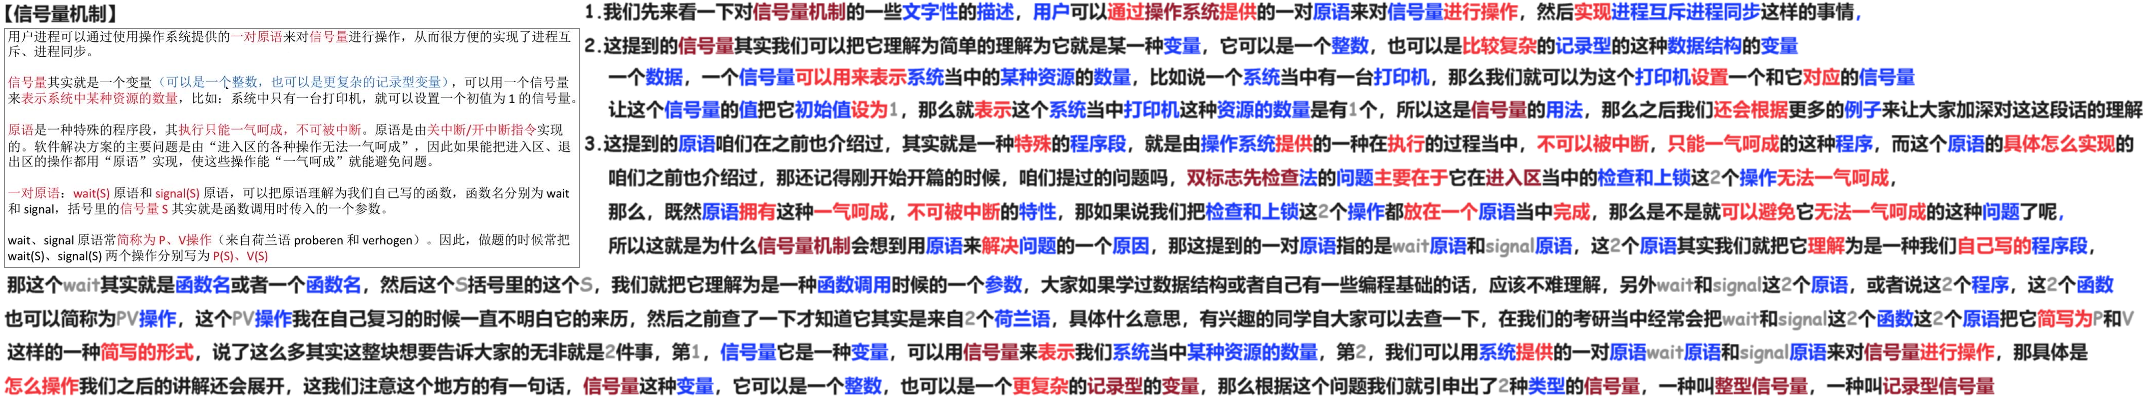 【信号量机制】
用户进程可以通过使用操作系统提供的一对原语来对信号量进行操作，从而很方便的实现了进程互
斥、进程同步。
信号量其实就是一个变量（可以是一个整数，也可以是更复杂的记录型变量），可以用一个信号量
来表示系统中某种资源的数量，比如：系统中只有一台打印机，就可以设置一个初值为 1 的信号量。
原语是一种特殊的程序段，其执行只能一气呵成，不可被中断。原语是由关中断/开中断指令实现
的。软件解决方案的主要问题是由“进入区的各种操作无法一气呵成”，因此如果能把进入区、退
出区的操作都用“原语”实现，使这些操作能“一气呵成”就能避免问题。
一对原语：wait(S) 原语和 signal(S) 原语，可以把原语理解为我们自己写的函数，函数名分别为 wait
和 signal，括号里的信号量 S 其实就是函数调用时传入的一个参数。
wait、signal 原语常简称为 P、V操作（来自荷兰语 proberen 和 verhogen）。因此，做题的时候常把
wait(S)、signal(S) 两个操作分别写为 P(S)、V(S)
1.我们先来看一下对信号量机制的一些文字性的描述，用户可以通过操作系统提供的一对原语来对信号量进行操作，然后实现进程互斥进程同步这样的事情，
2.这提到的信号量其实我们可以把它理解为简单的理解为它就是某一种变量，它可以是一个整数，也可以是比较复杂的记录型的这种数据结构的变量
一个数据，一个信号量可以用来表示系统当中的某种资源的数量，比如说一个系统当中有一台打印机，那么我们就可以为这个打印机设置一个和它对应的信号量
让这个信号量的值把它初始值设为1，那么就表示这个系统当中打印机这种资源的数量是有1个，所以这是信号量的用法，那么之后我们还会根据更多的例子来让大家加深对这这段话的理解
3.这提到的原语咱们在之前也介绍过，其实就是一种特殊的程序段，就是由操作系统提供的一种在执行的过程当中，不可以被中断，只能一气呵成的这种程序，而这个原语的具体怎么实现的
咱们之前也介绍过，那还记得刚开始开篇的时候，咱们提过的问题吗，双标志先检查法的问题主要在于它在进入区当中的检查和上锁这2个操作无法一气呵成，
那么，既然原语拥有这种一气呵成，不可被中断的特性，那如果说我们把检查和上锁这2个操作都放在一个原语当中完成，那么是不是就可以避免它无法一气呵成的这种问题了呢，
所以这就是为什么信号量机制会想到用原语来解决问题的一个原因，那这提到的一对原语指的是wait原语和signal原语，这2个原语其实我们就把它理解为是一种我们自己写的程序段，
那这个wait其实就是函数名或者一个函数名，然后这个S括号里的这个S，我们就把它理解为是一种函数调用时候的一个参数，大家如果学过数据结构或者自己有一些编程基础的话，应该不难理解，另外wait和signal这2个原语，或者说这2个程序，这2个函数
也可以简称为PV操作，这个PV操作我在自己复习的时候一直不明白它的来历，然后之前查了一下才知道它其实是来自2个荷兰语，具体什么意思，有兴趣的同学自大家可以去查一下，在我们的考研当中经常会把wait和signal这2个函数这2个原语把它简写为P和V
这样的一种简写的形式，说了这么多其实这整块想要告诉大家的无非就是2件事，第1，信号量它是一种变量，可以用信号量来表示我们系统当中某种资源的数量，第2，我们可以用系统提供的一对原语wait原语和signal原语来对信号量进行操作，那具体是
怎么操作我们之后的讲解还会展开，这我们注意这个地方的有一句话，信号量这种变量，它可以是一个整数，也可以是一个更复杂的记录型的变量，那么根据这个问题我们就引申出了2种类型的信号量，一种叫整型信号量，一种叫记录型信号量